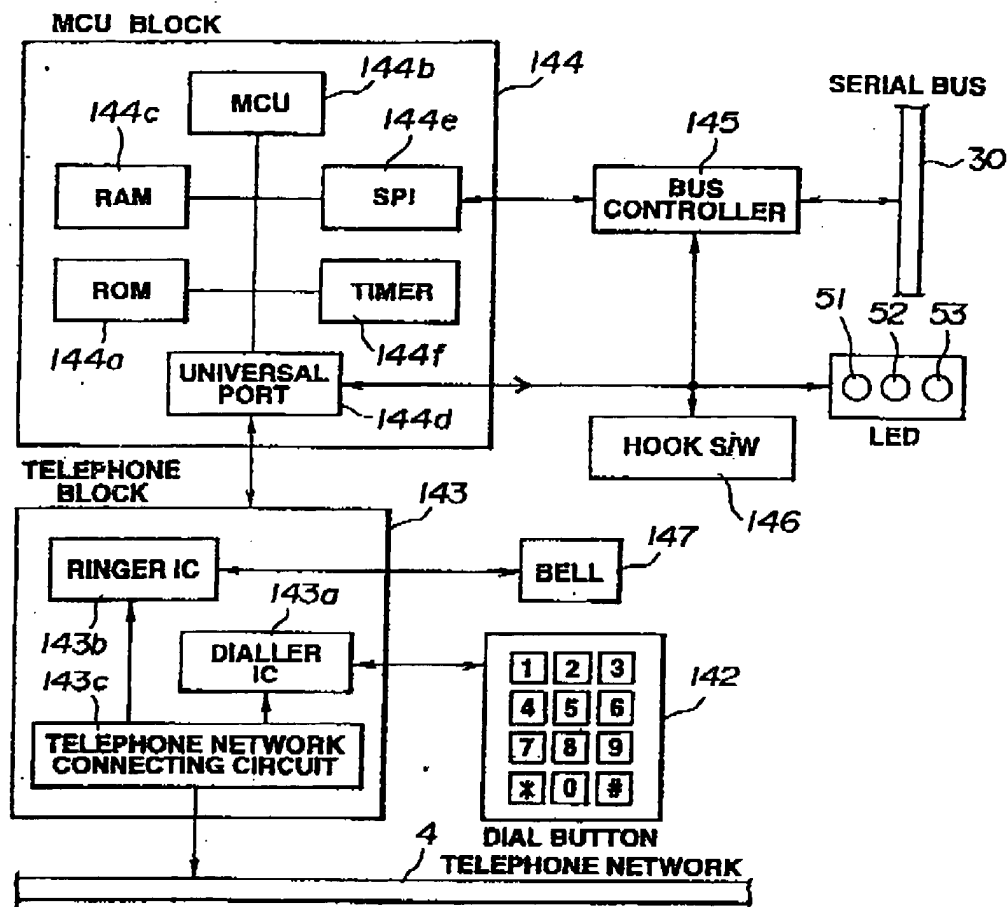 MCU BLOCK
144b
144
MCU
144c
144e
RAM
SPI
145
BUS
CONTROLLER
SERIAL BUS
30
ROM
TIMER
144a
144f
UNIVERSAL
PORT
144d
51
52
53
LED
HOOK S/W
146
TELEPHONE
BLOCK
143
RINGER IC
143b
147
BELL
143a
DIALLER
IC
143c
TELEPHONE NETWORK
CONNECTING CIRCUIT
1 2 3
4 5 6
7 8 9
* 0 #
142
DIAL BUTTON
4
TELEPHONE NETWORK